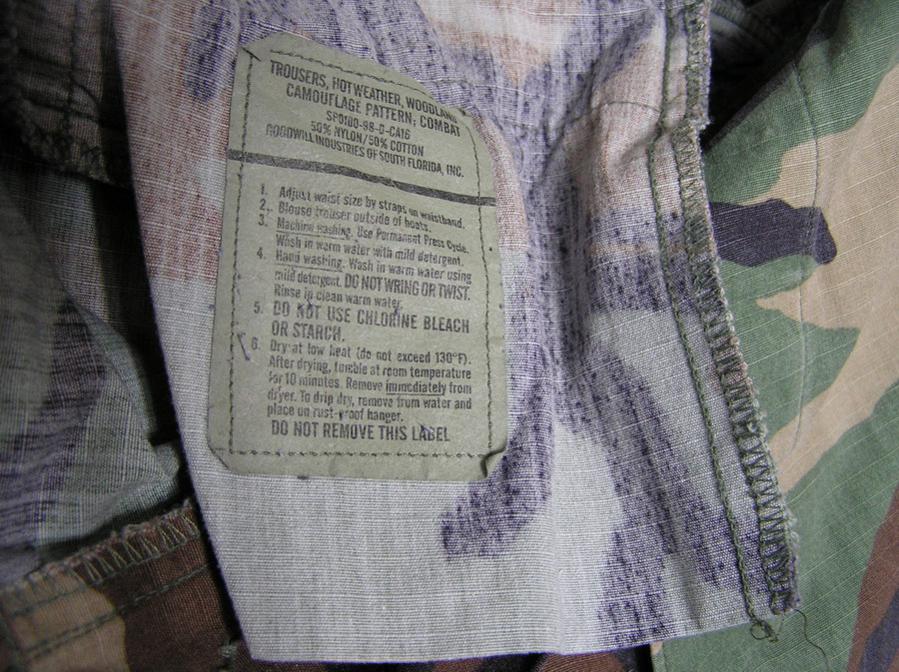 TROUSERS, HOT WEATHER, WOODLAND
CAMOUFLAGE PATTERN; COMBAT
SP0100-98-D-CA16
50% NYLON/50% COTTON
GOODWILL INDUSTRIES OF SOUTH FLORIDA, INC.
1. Adjust waist size by straps on waistband.
2. Blouse trouser outside of boots.
3. Machine washing. Use Permanent Press Cycle.
Wash in warm water with mild detergent.
4. Hand washing. Wash in warm water using
mild detergent. DO NOT WRING OR TWIST.
Rinse in clean warm water.
5. DO NOT USE CHLORINE BLEACH
OR STARCH.
6. Dry at low heat (do not exceed 130°F).
After drying, tumble at room temperature
for 10 minutes. Remove immediately from
dryer. To drip dry, remove from water and
place on rust-proof hanger.
DO NOT REMOVE THIS LABEL